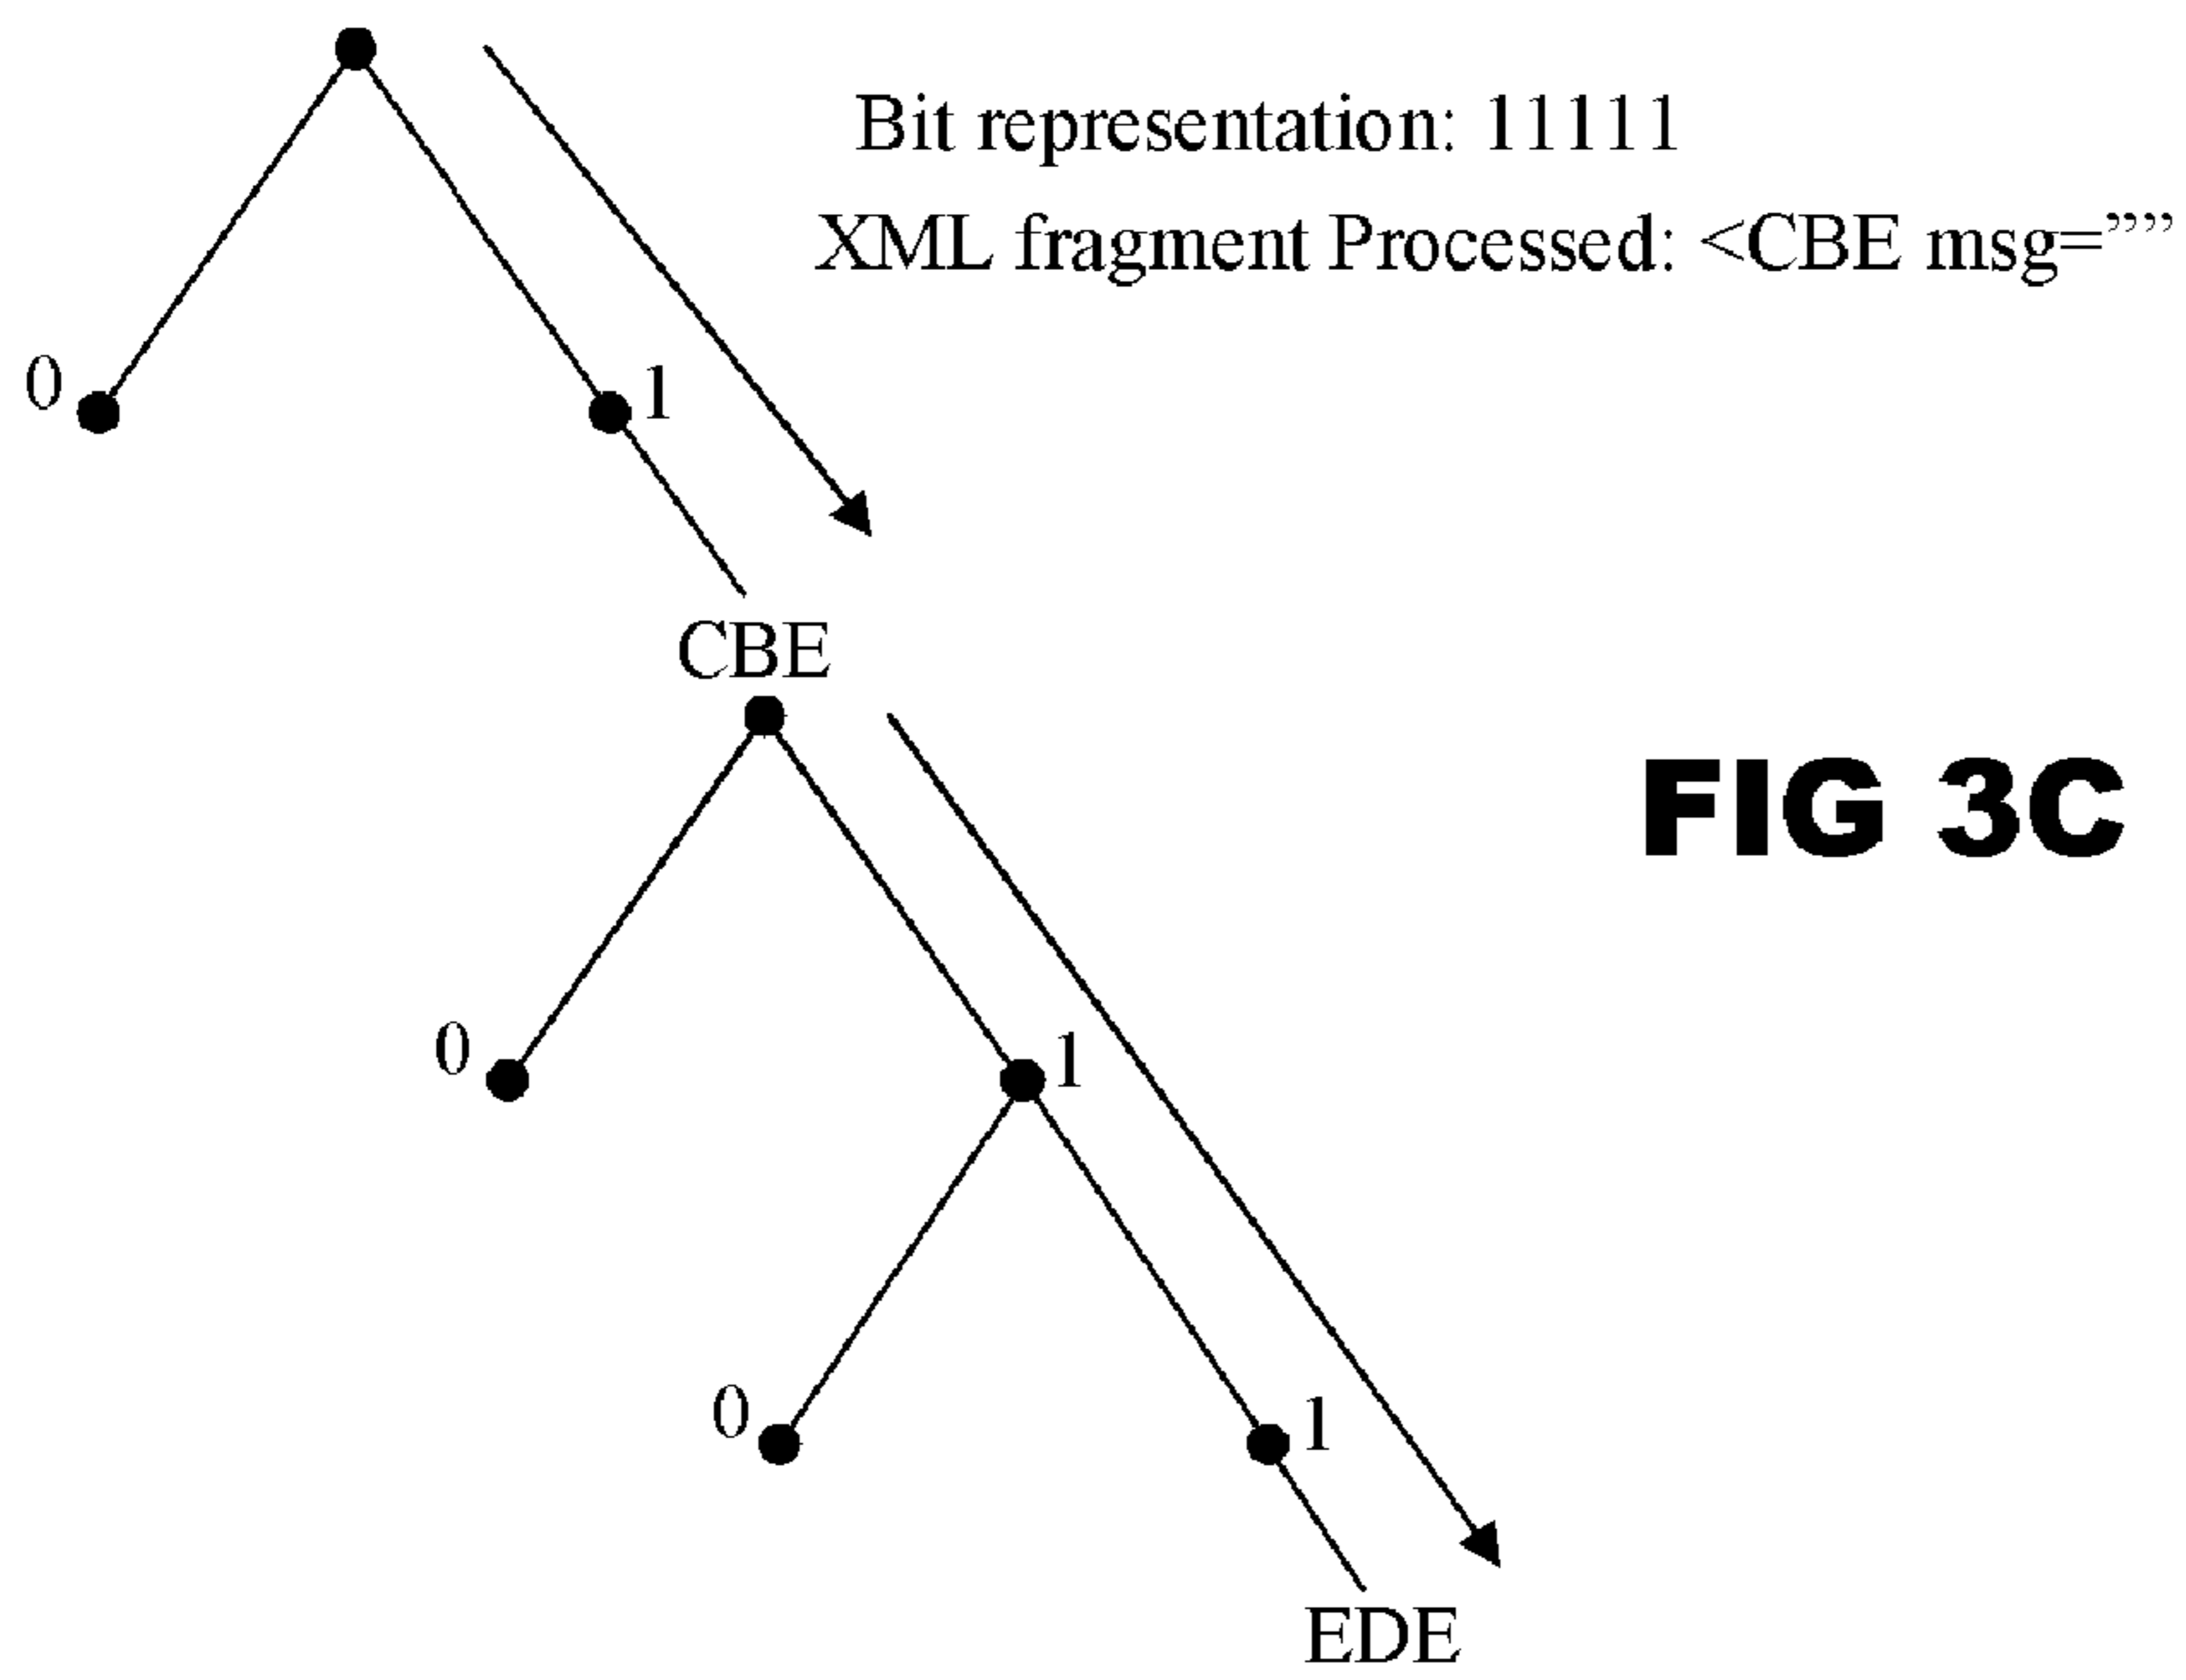 Bit representation: 11111
XML fragment Processed: <CBE msg=””
0
1
CBE
FIG 3C
0
1
0
1
EDE